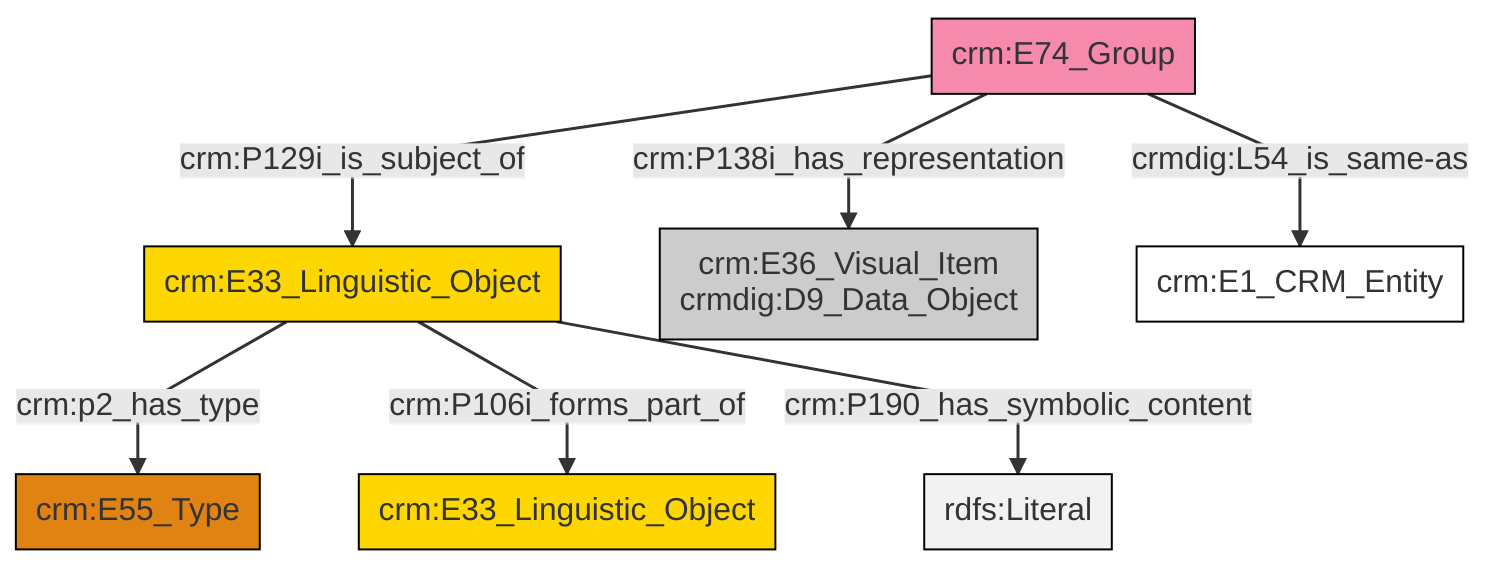 crm:E74_Group
crm:P129i_is_subject_of
crm:P138i_has_representation
crmdig:L54_is_same-as
crm:E33_Linguistic_Object
crm:E36_Visual_Item
crmdig:D9_Data_Object
crm:E1_CRM_Entity
crm:p2_has_type
crm:P106i_forms_part_of
crm:P190_has_symbolic_content
crm:E55_Type
crm:E33_Linguistic_Object
rdfs:Literal